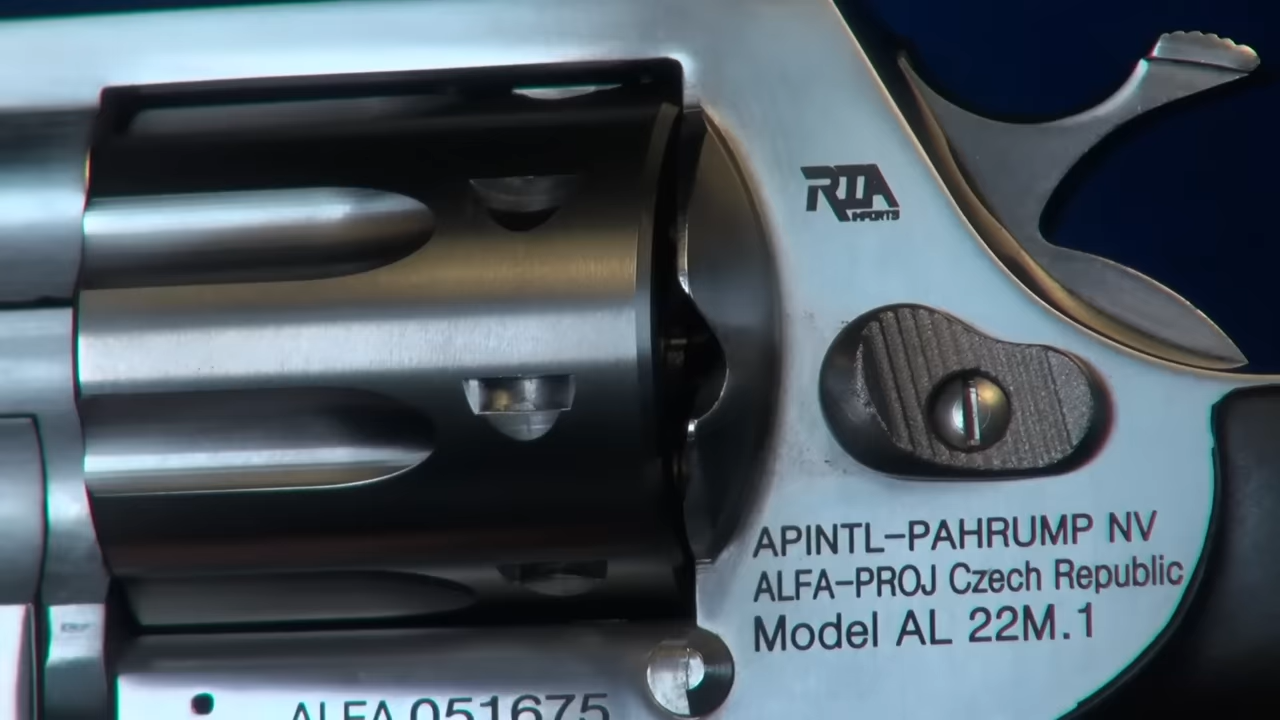 RIA
IMPORTS
APINTL-PAHRUMP NV
ALFA-PROJ Czech Republic
Model AL 22M.1
ALFA 051675